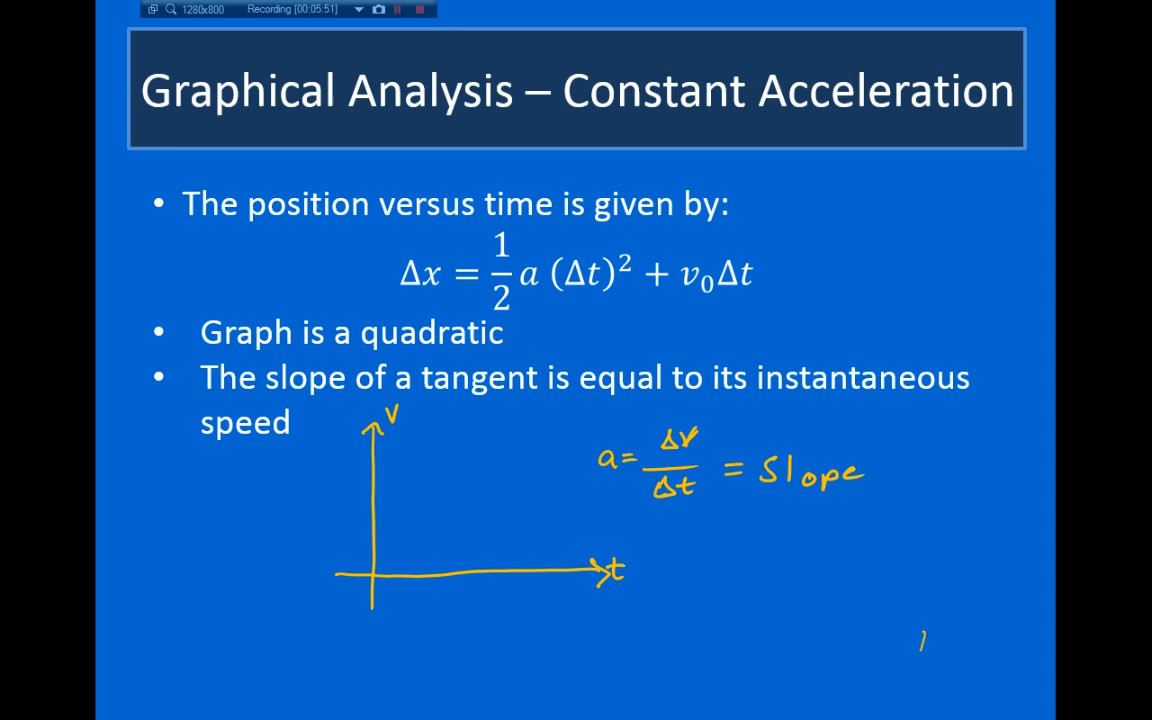 1280x800 Recording [00:05:51]
Graphical Analysis – Constant Acceleration
• The position versus time is given by:
Δx = 1/2 a (Δt)² + v₀Δt
• Graph is a quadratic
• The slope of a tangent is equal to its instantaneous
speed
v
a = Δv/Δt = slope
t